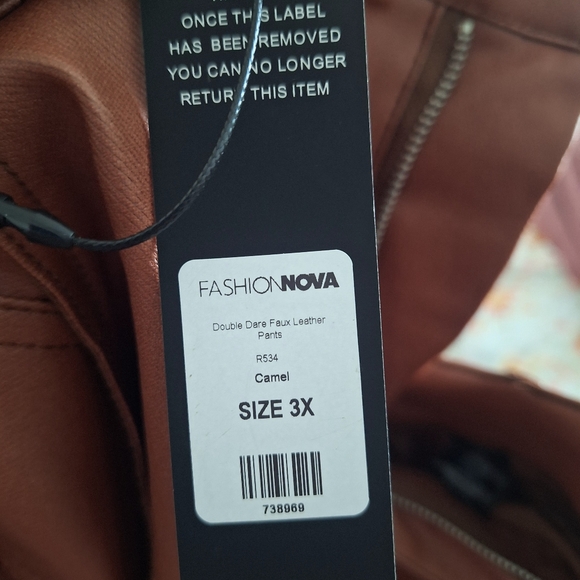 ONCE THIS LABEL
HAS BEEN REMOVED
YOU CAN NO LONGER
RETURN THIS ITEM
FASHIONNOVA
Double Dare Faux Leather
Pants
R534
Camel
SIZE 3X
738969